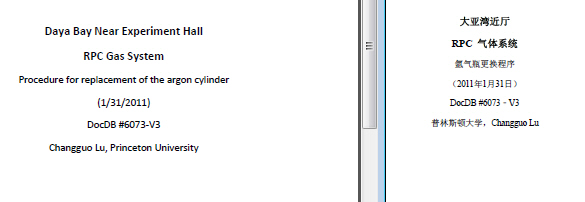 Daya Bay Near Experiment Hall
RPC Gas System
Procedure for replacement of the argon cylinder
(1/31/2011)
DocDB #6073-V3
Changguo Lu, Princeton University
大亚湾近厅
RPC 气体系统
氩气瓶更换程序
（2011年1月31日）
DocDB #6073 - V3
普林斯顿大学，Changguo Lu